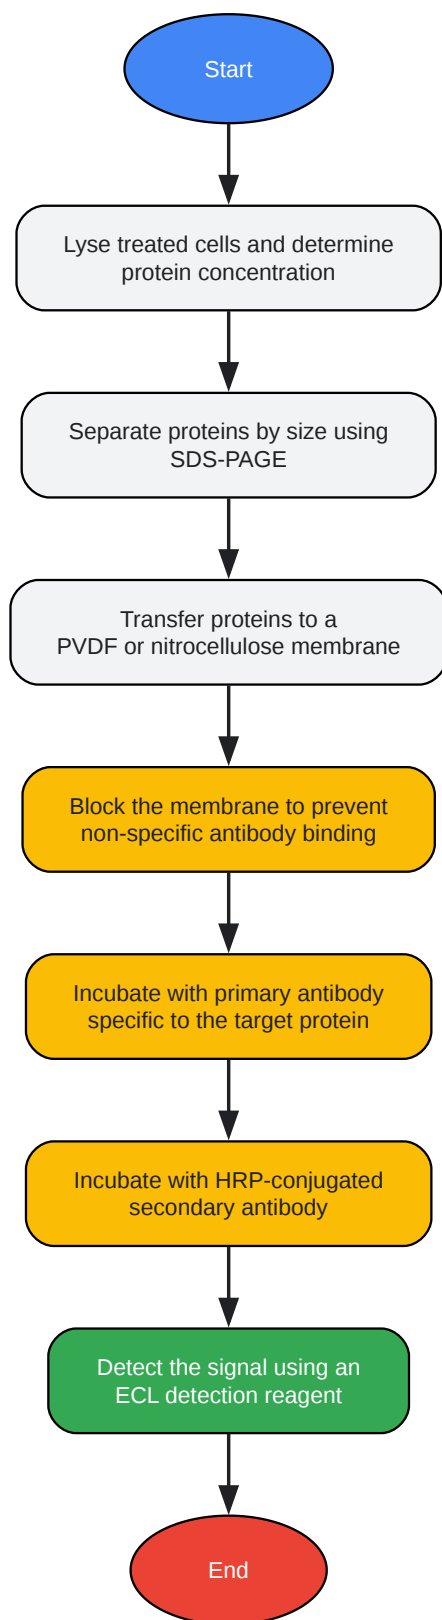 Start
Lyse treated cells and determine
protein concentration
Separate proteins by size using
SDS-PAGE
Transfer proteins to a
PVDF or nitrocellulose membrane
Block the membrane to prevent
non-specific antibody binding
Incubate with primary antibody
specific to the target protein
Incubate with HRP-conjugated
secondary antibody
Detect the signal using an
ECL detection reagent
End